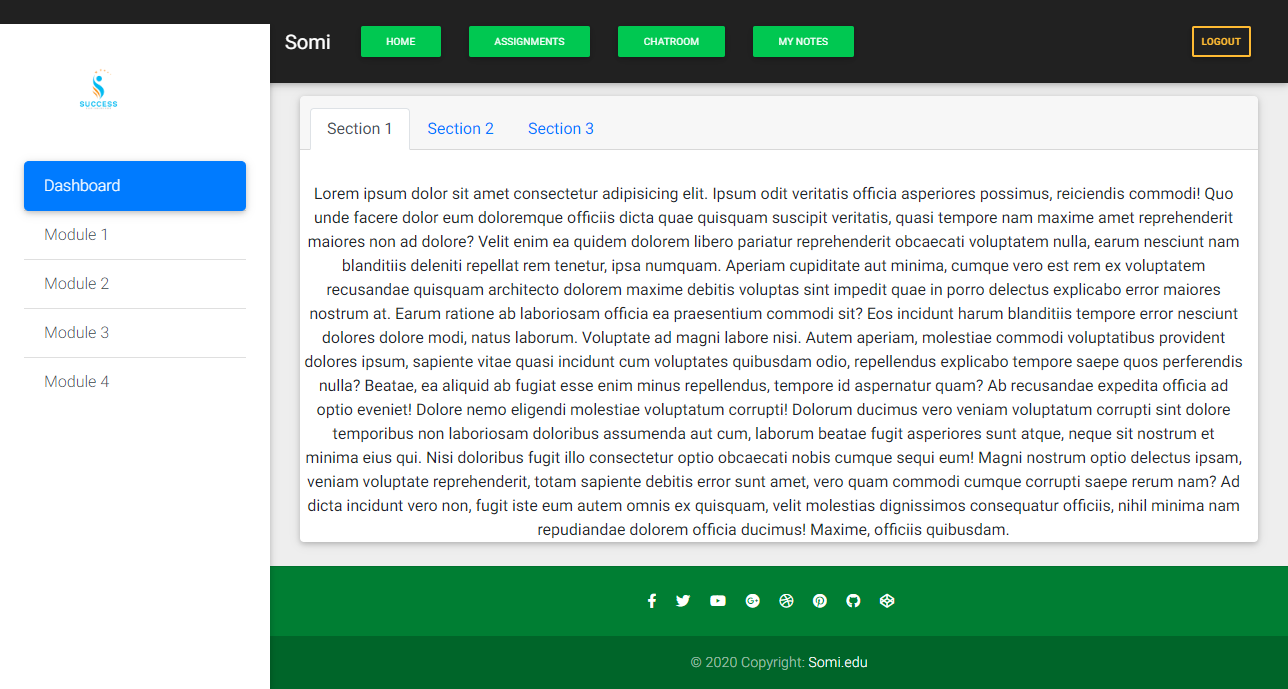 Somi
HOME
ASSIGNMENTS
CHATROOM
MY NOTES
LOGOUT
SUCCESS
Dashboard
Module 1
Module 2
Module 3
Module 4
Section 1
Section 2
Section 3
Lorem ipsum dolor sit amet consectetur adipisicing elit. Ipsum odit veritatis officia asperiores possimus, reiciendis commodi! Quo
unde facere dolor eum doloremque officiis dicta quae quisquam suscipit veritatis, quasi tempore nam maxime amet reprehenderit
maiores non ad dolore? Velit enim ea quidem dolorem libero pariatur reprehenderit obcaecati voluptatem nulla, earum nesciunt nam
blanditiis deleniti repellat rem tenetur, ipsa numquam. Aperiam cupiditate aut minima, cumque vero est rem ex voluptatem
recusandae quisquam architecto dolorem maxime debitis voluptas sint impedit quae in porro delectus explicabo error maiores
nostrum at. Earum ratione ab laboriosam officia ea praesentium commodi sit? Eos incidunt harum blanditiis tempore error nesciunt
dolores dolore modi, natus laborum. Voluptate ad magni labore nisi. Autem aperiam, molestiae commodi voluptatibus provident
dolores ipsum, sapiente vitae quasi incidunt cum voluptates quibusdam odio, repellendus explicabo tempore saepe quos perferendis
nulla? Beatae, ea aliquid ab fugiat esse enim minus repellendus, tempore id aspernatur quam? Ab recusandae expedita officia ad
optio eveniet! Dolore nemo eligendi molestiae voluptatum corrupti! Dolorum ducimus vero veniam voluptatum corrupti sint dolore
temporibus non laboriosam doloribus assumenda aut cum, laborum beatae fugit asperiores sunt atque, neque sit nostrum et
minima eius qui. Nisi doloribus fugit illo consectetur optio obcaecati nobis cumque sequi eum! Magni nostrum optio delectus ipsam,
veniam voluptate reprehenderit, totam sapiente debitis error sunt amet, vero quam commodi cumque corrupti saepe rerum nam? Ad
dicta incidunt vero non, fugit iste eum autem omnis ex quisquam, velit molestias dignissimos consequatur officiis, nihil minima nam
repudiandae dolorem officia ducimus! Maxime, officiis quibusdam.
© 2020 Copyright: Somi.edu